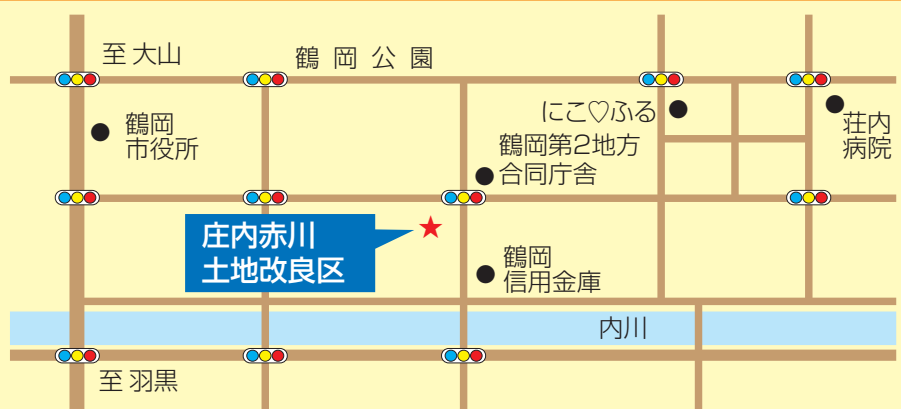 至 大山
鶴岡公園
にこ♡ふる
鶴岡
市役所
荘内
病院
鶴岡第2地方
合同庁舎
庄内赤川
土地改良区
鶴岡
信用金庫
内川
至 羽黒